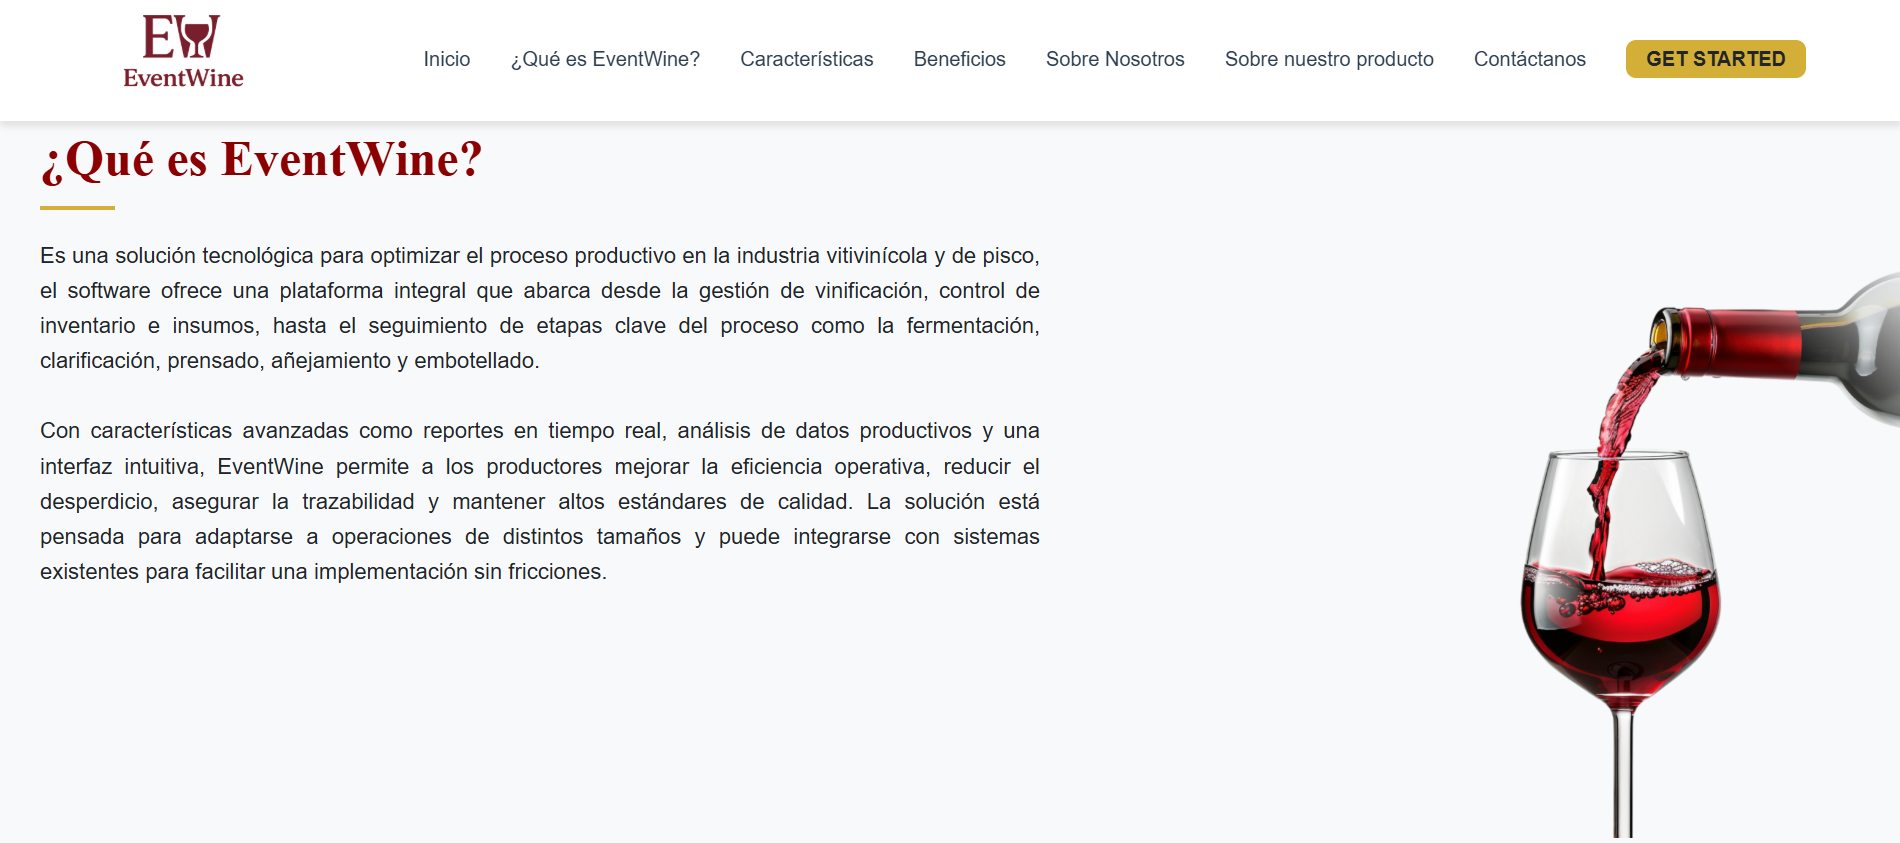 EW
EventWine
Inicio
¿Qué es EventWine?
Características
Beneficios
Sobre Nosotros
Sobre nuestro producto
Contáctanos
GET STARTED
¿Qué es EventWine?
Es una solución tecnológica para optimizar el proceso productivo en la industria vitivinícola y de pisco,
el software ofrece una plataforma integral que abarca desde la gestión de vinificación, control de
inventario e insumos, hasta el seguimiento de etapas clave del proceso como la fermentación,
clarificación, prensado, añejamiento y embotellado.
Con características avanzadas como reportes en tiempo real, análisis de datos productivos y una
interfaz intuitiva, EventWine permite a los productores mejorar la eficiencia operativa, reducir el
desperdicio, asegurar la trazabilidad y mantener altos estándares de calidad. La solución está
pensada para adaptarse a operaciones de distintos tamaños y puede integrarse con sistemas
existentes para facilitar una implementación sin fricciones.